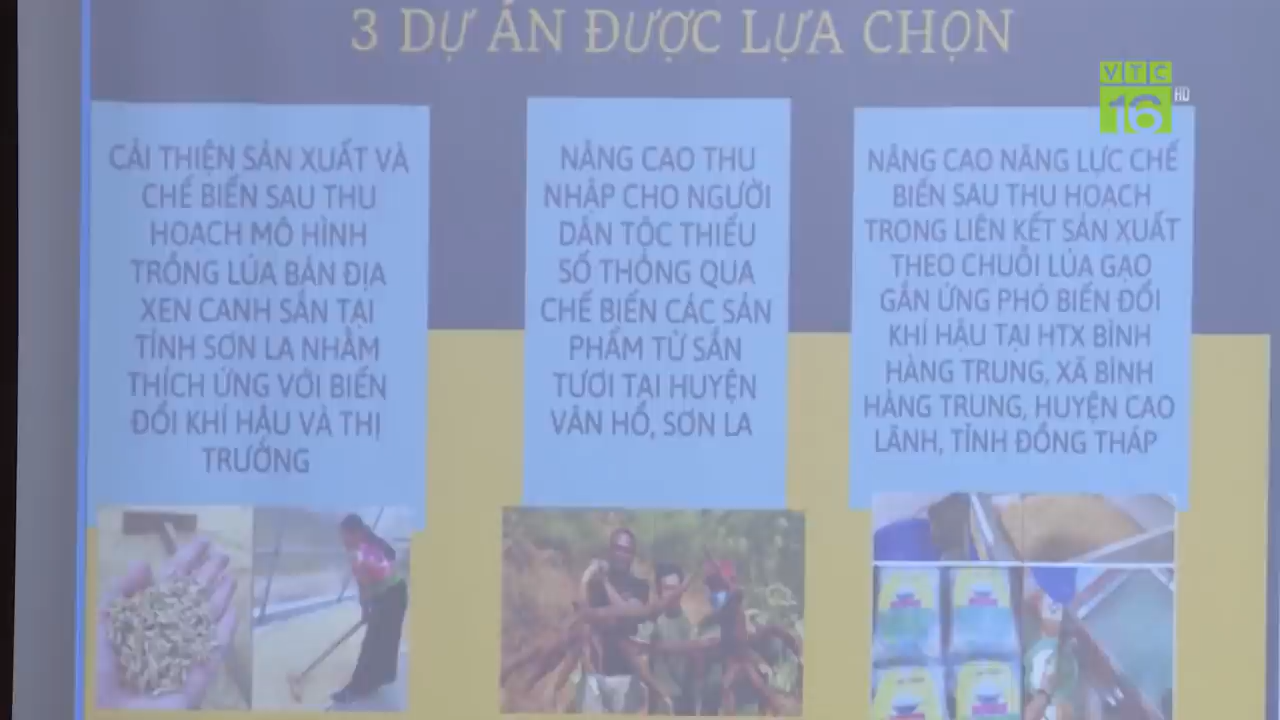 3 DỰ ÁN ĐƯỢC LỰA CHỌN
VTC
16 HD
CẢI THIỆN SẢN XUẤT VÀ
CHẾ BIẾN SAU THU
HOẠCH MÔ HÌNH
TRỒNG LÚA BẢN ĐỊA
XEN CANH SẮN TẠI
TỈNH SƠN LA NHẰM
THÍCH ỨNG VỚI BIẾN
ĐỔI KHÍ HẬU VÀ THỊ
TRƯỜNG
NÂNG CAO THU
NHẬP CHO NGƯỜI
DÂN TỘC THIỂU
SỐ THÔNG QUA
CHẾ BIẾN CÁC SẢN
PHẨM TỪ SẮN
TƯƠI TẠI HUYỆN
VÂN HỒ, SƠN LA
NÂNG CAO NĂNG LỰC CHẾ
BIẾN SAU THU HOẠCH
TRONG LIÊN KẾT SẢN XUẤT
THEO CHUỖI LÚA GẠO
GẮN ỨNG PHÓ BIẾN ĐỔI
KHÍ HẬU TẠI HTX BÌNH
HÀNG TRUNG, XÃ BÌNH
HÀNG TRUNG, HUYỆN CAO
LÃNH, TỈNH ĐỒNG THÁP